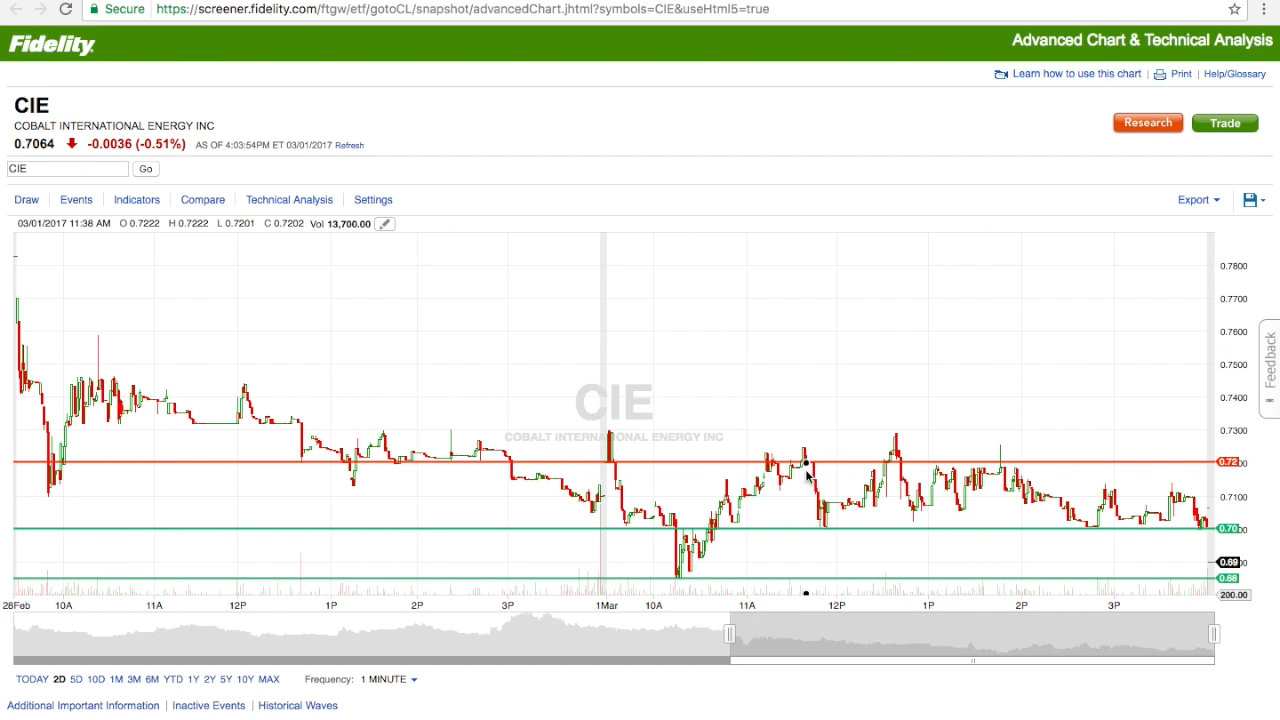 Secure https://screener.fidelity.com/ftgw/etf/gotoCL/snapshot/advancedChart.jhtml?symbols=CIE&useHtml5=true
Fidelity
Advanced Chart & Technical Analysis
Learn how to use this chart | Print | Help/Glossary
CIE
COBALT INTERNATIONAL ENERGY INC
0.7064 -0.0036 (-0.51%) AS OF 4:03:54PM ET 03/01/2017 Refresh
Research Trade
CIE Go
Draw Events Indicators Compare Technical Analysis Settings Export
03/01/2017 11:38 AM O 0.7222 H 0.7222 L 0.7201 C 0.7202 Vol 13,700.00
0.7800
0.7700
0.7600
0.7500
0.7400
0.7300
0.72
0.7100
0.70
0.69
0.68
200.00
CIE
COBALT INTERNATIONAL ENERGY INC
Feedback
28Feb 10A 11A 12P 1P 2P 3P 1Mar 10A 11A 12P 1P 2P 3P
TODAY 2D 5D 10D 1M 3M 6M YTD 1Y 2Y 5Y 10Y MAX Frequency: 1 MINUTE
Additional Important Information | Inactive Events | Historical Waves